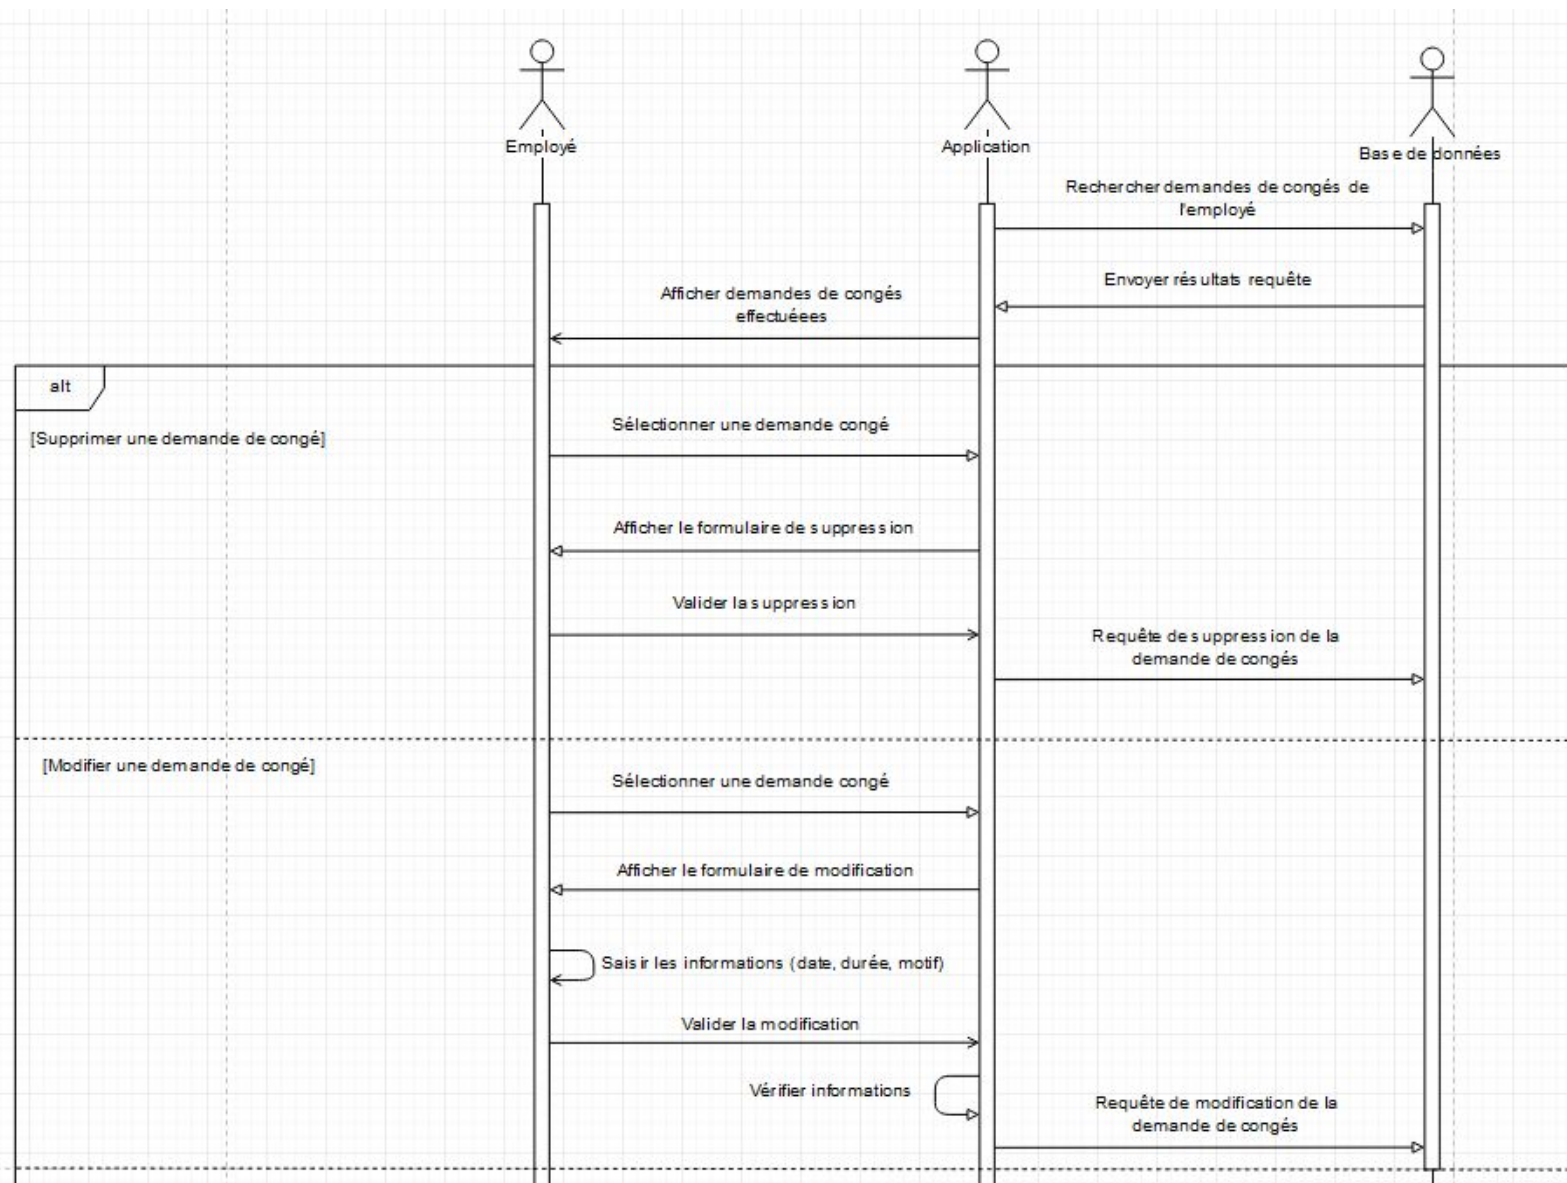 Employé
Application
Base de données
Rechercher demandes de congés de
l'employé
Envoyer résultats requête
Afficher demandes de congés
effectuéees
alt
[Supprimer une demande de congé]
Sélectionner une demande congé
Afficher le formulaire de suppression
Valider la suppression
Requête de suppression de la
demande de congés
[Modifier une demande de congé]
Sélectionner une demande congé
Afficher le formulaire de modification
Saisir les informations (date, durée, motif)
Valider la modification
Vérifier informations
Requête de modification de la
demande de congés